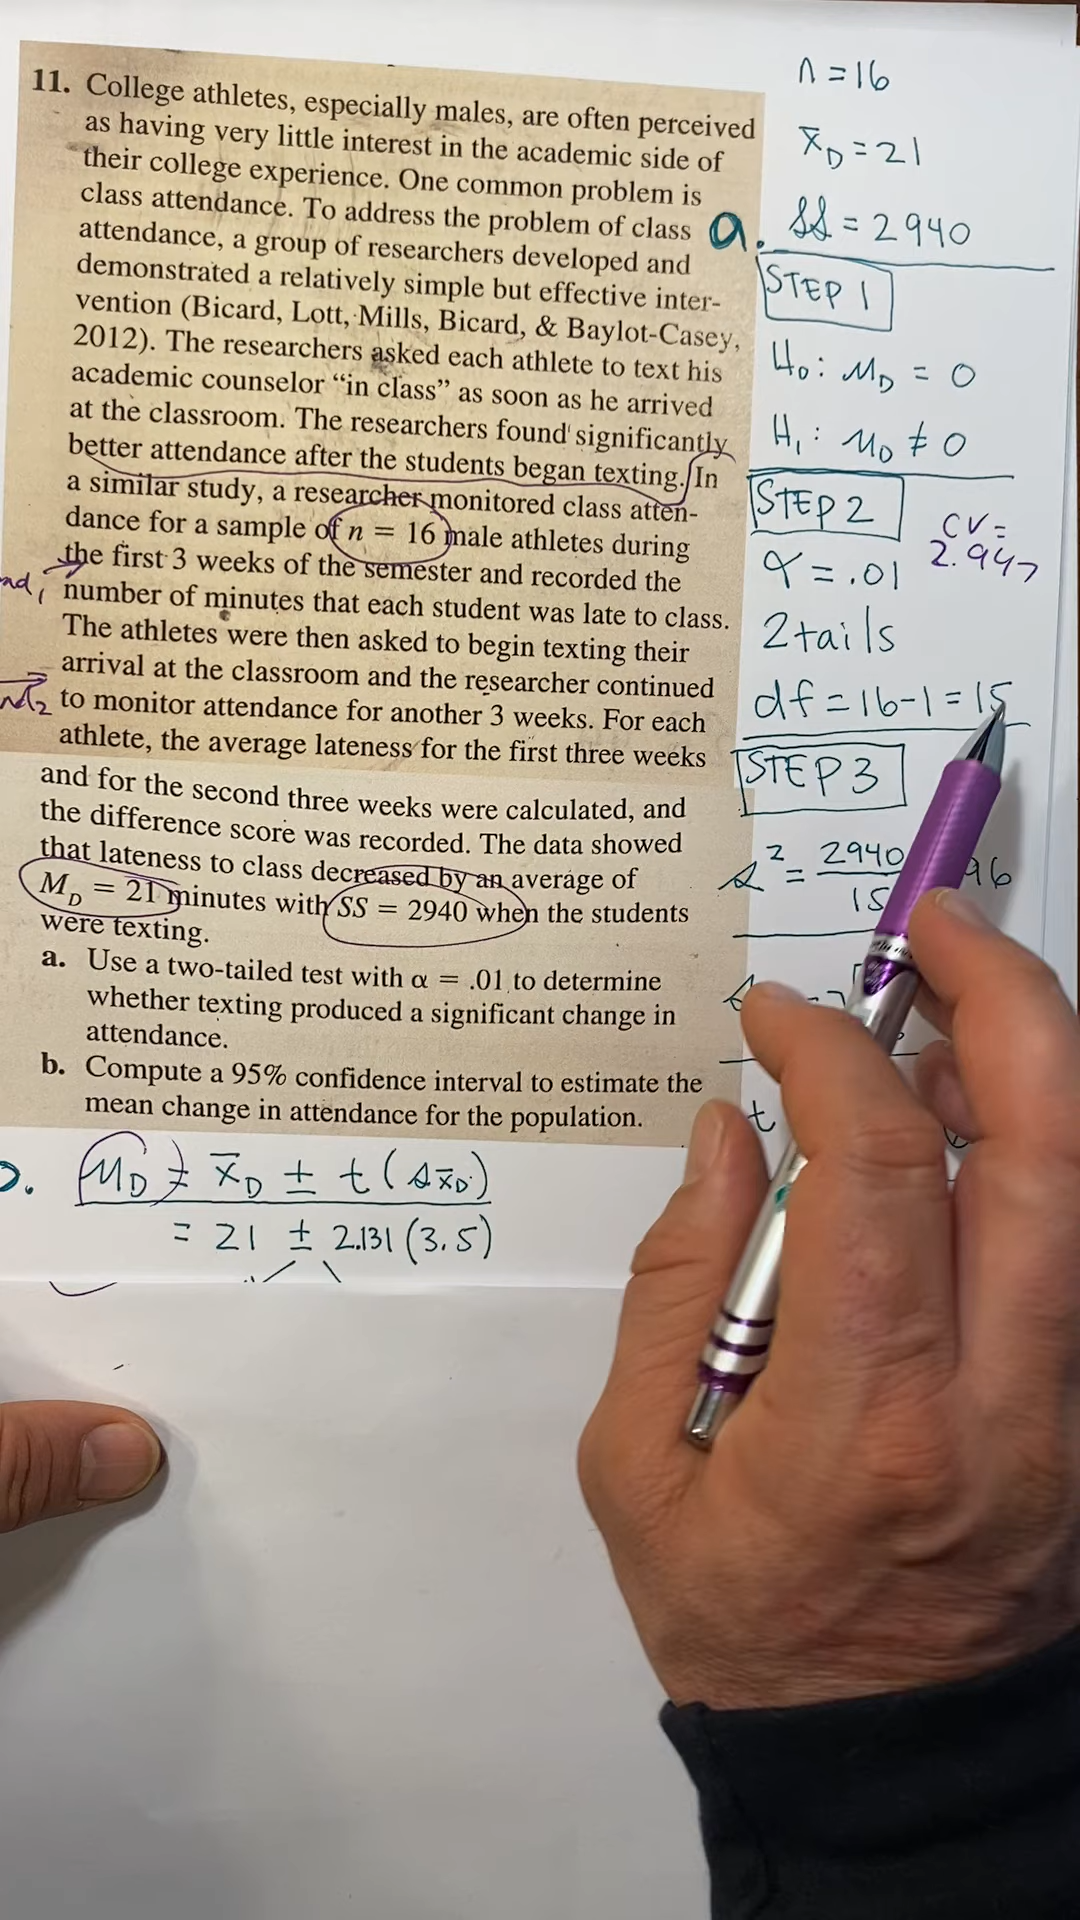 11. College athletes, especially males, are often perceived
as having very little interest in the academic side of
their college experience. One common problem is
class attendance. To address the problem of class
attendance, a group of researchers developed and
demonstrated a relatively simple but effective inter-
vention (Bicard, Lott, Mills, Bicard, & Baylot-Casey,
2012). The researchers asked each athlete to text his
academic counselor “in class” as soon as he arrived
at the classroom. The researchers found significantly
better attendance after the students began texting. In
a similar study, a researcher monitored class atten-
dance for a sample of n = 16 male athletes during
the first 3 weeks of the semester and recorded the
number of minutes that each student was late to class.
The athletes were then asked to begin texting their
arrival at the classroom and the researcher continued
to monitor attendance for another 3 weeks. For each
athlete, the average lateness for the first three weeks
and for the second three weeks were calculated, and
the difference score was recorded. The data showed
that lateness to class decreased by an average of
M_D = 21 minutes with SS = 2940 when the students
were texting.
a. Use a two-tailed test with α = .01 to determine
whether texting produced a significant change in
attendance.
b. Compute a 95% confidence interval to estimate the
mean change in attendance for the population.
μ_D = x̄_D ± t (s x̄_D)
= 21 ± 2.131 (3.5)
n = 16
x̄_D = 21
a. SS = 2940
STEP 1
H₀: μ_D = 0
H₁: μ_D ≠ 0
STEP 2
CV =
2.947
α = .01
2 tails
df = 16-1 = 15
STEP 3
s² = 2940
15
96
t